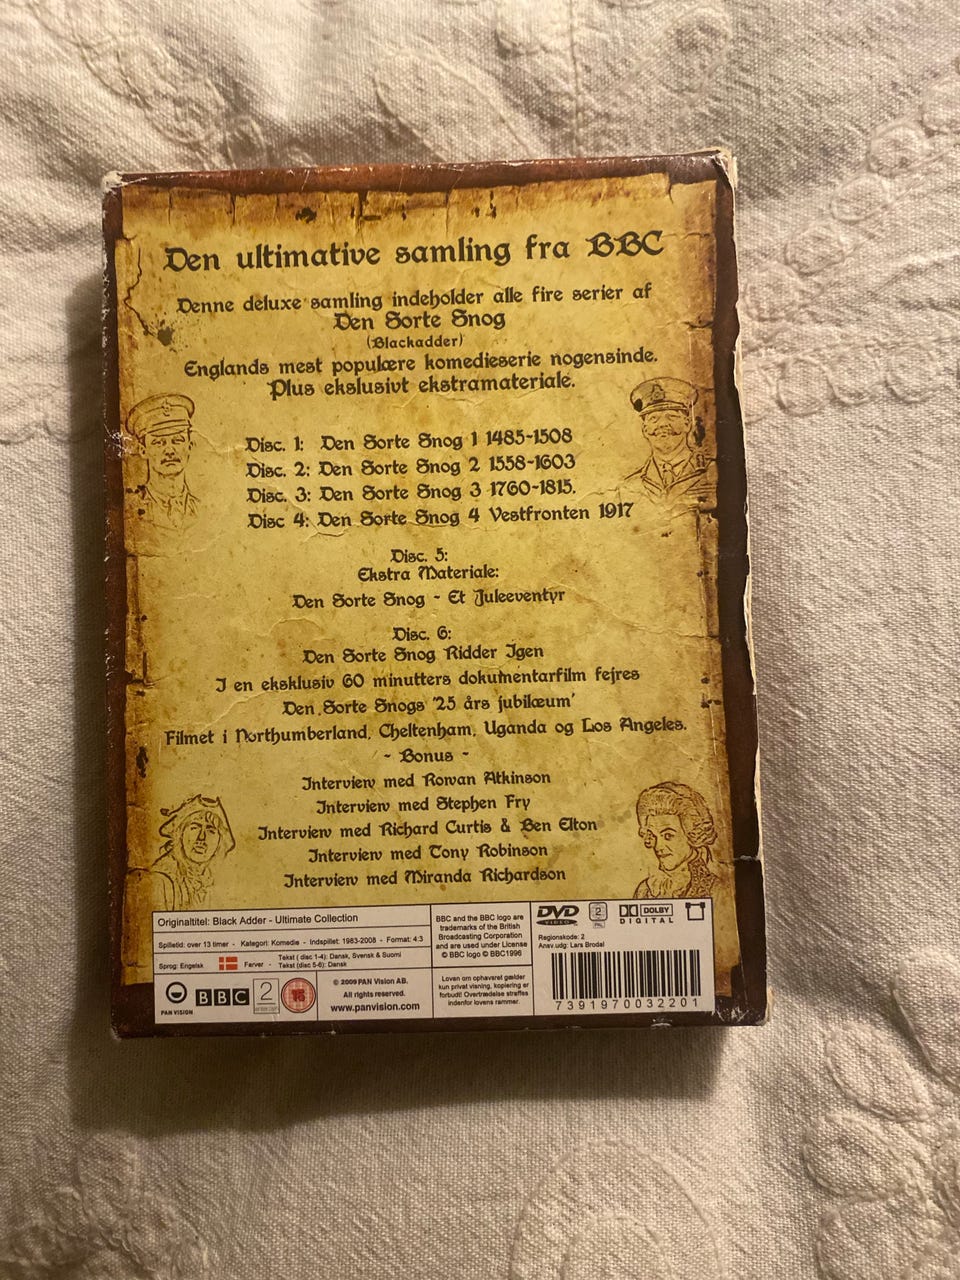 Den ultimative samling fra BBC
Denne deluxe samling indeholder alle fire serier af
Den Sorte Snog
(Blackadder)
Englands mest populære komedieserie nogensinde.
Plus ekslusivt ekstramateriale.
Disc. 1: Den Sorte Snog 1 1485-1508
Disc. 2: Den Sorte Snog 2 1558-1603
Disc. 3: Den Sorte Snog 3 1760-1815.
Disc 4: Den Sorte Snog 4 Vestfronten 1917
Disc. 5:
Ekstra Materiale:
Den Sorte Snog - Et Juleeventyr
Disc. 6:
Den Sorte Snog Ridder Igen
I en eksklusiv 60 minutters dokumentarfilm fejres
Den Sorte Snogs '25 års jubilæum'
Filmet i Northumberland, Cheltenham, Uganda og Los Angeles.
- Bonus -
Interview med Rowan Atkinson
Interview med Stephen Fry
Interview med Richard Curtis & Ben Elton
Interview med Tony Robinson
Interview med Miranda Richardson
Originaltitel: Black Adder - Ultimate Collection
Spilletid: over 13 timer - Kategori: Komedie - Indspillet: 1983-2008 - Format: 4:3
Sprog: Engelsk
Farver -
Tekst ( disc 1-4): Dansk, Svensk & Suomi
Tekst (disc 5-6): Dansk
PAN VISION
BBC
2
15
© 2009 PAN Vision AB.
All rights reserved.
www.panvision.com
BBC and the BBC logo are
trademarks of the British
Broadcasting Corporation
and are used under License
© BBC logo © BBC1996
Loven om ophavsret gælder
kun privat visning, kopiering er
forbudt! Overtrædelse straffes
indenfor lovens rammer.
DVD
VIDEO
2
PAL
DOLBY
DIGITAL
Regionskode: 2
Ansv.udg: Lars Brodal
7391970032201